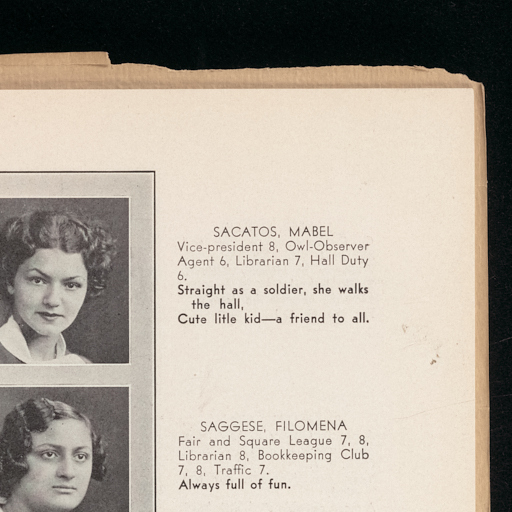 SACATOS, MABEL
Vice-president 8, Owl-Observer
Agent 6, Librarian 7, Hall Duty
6.
Straight as a soldier, she walks
the hall,
Cute litle kid—a friend to all.
SAGGESE, FILOMENA
Fair and Square League 7, 8,
Librarian 8, Bookkeeping Club
7, 8, Traffic 7.
Always full of fun.